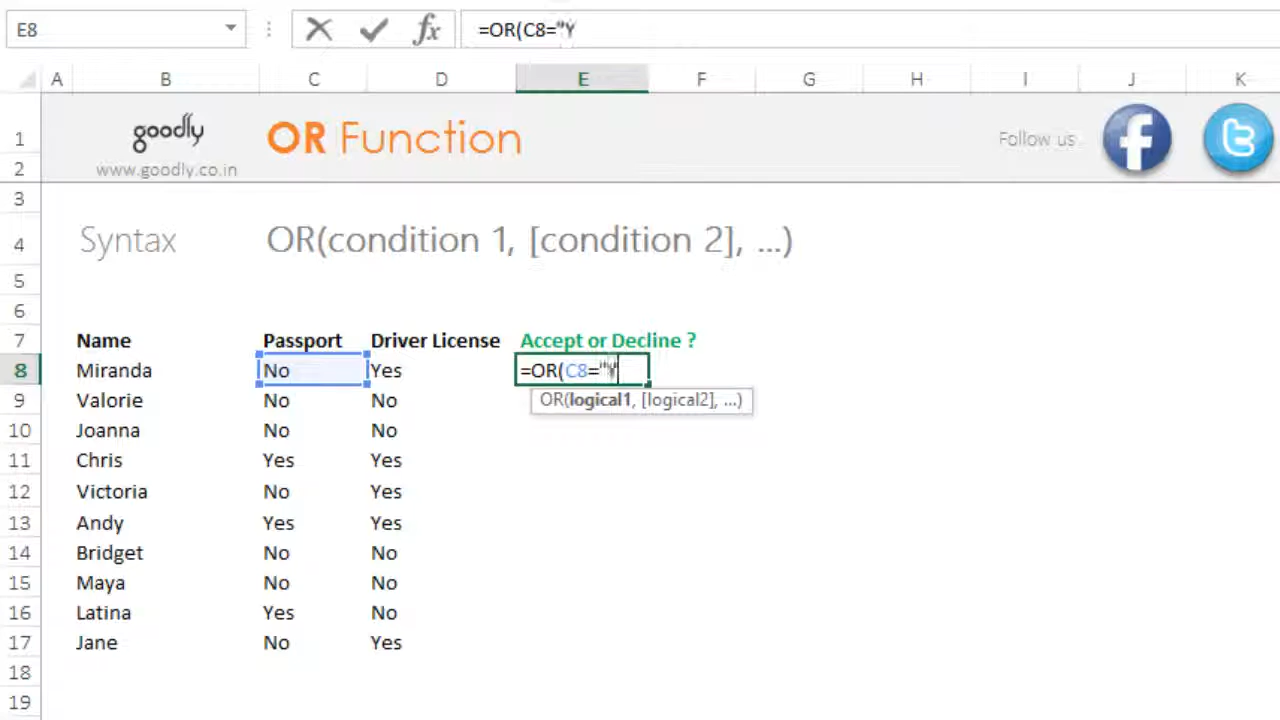 E8 fx =OR(C8="Y
A B C D E F G H I J K
1 goodly OR Function Follow us f t
2 www.goodly.co.in
3
4 Syntax OR(condition 1, [condition 2], ...)
5
6
7 Name Passport Driver License Accept or Decline ?
8 Miranda No Yes =OR(C8="Y
OR(logical1, [logical2], ...)
9 Valorie No No
10 Joanna No No
11 Chris Yes Yes
12 Victoria No Yes
13 Andy Yes Yes
14 Bridget No No
15 Maya No No
16 Latina Yes No
17 Jane No Yes
18
19